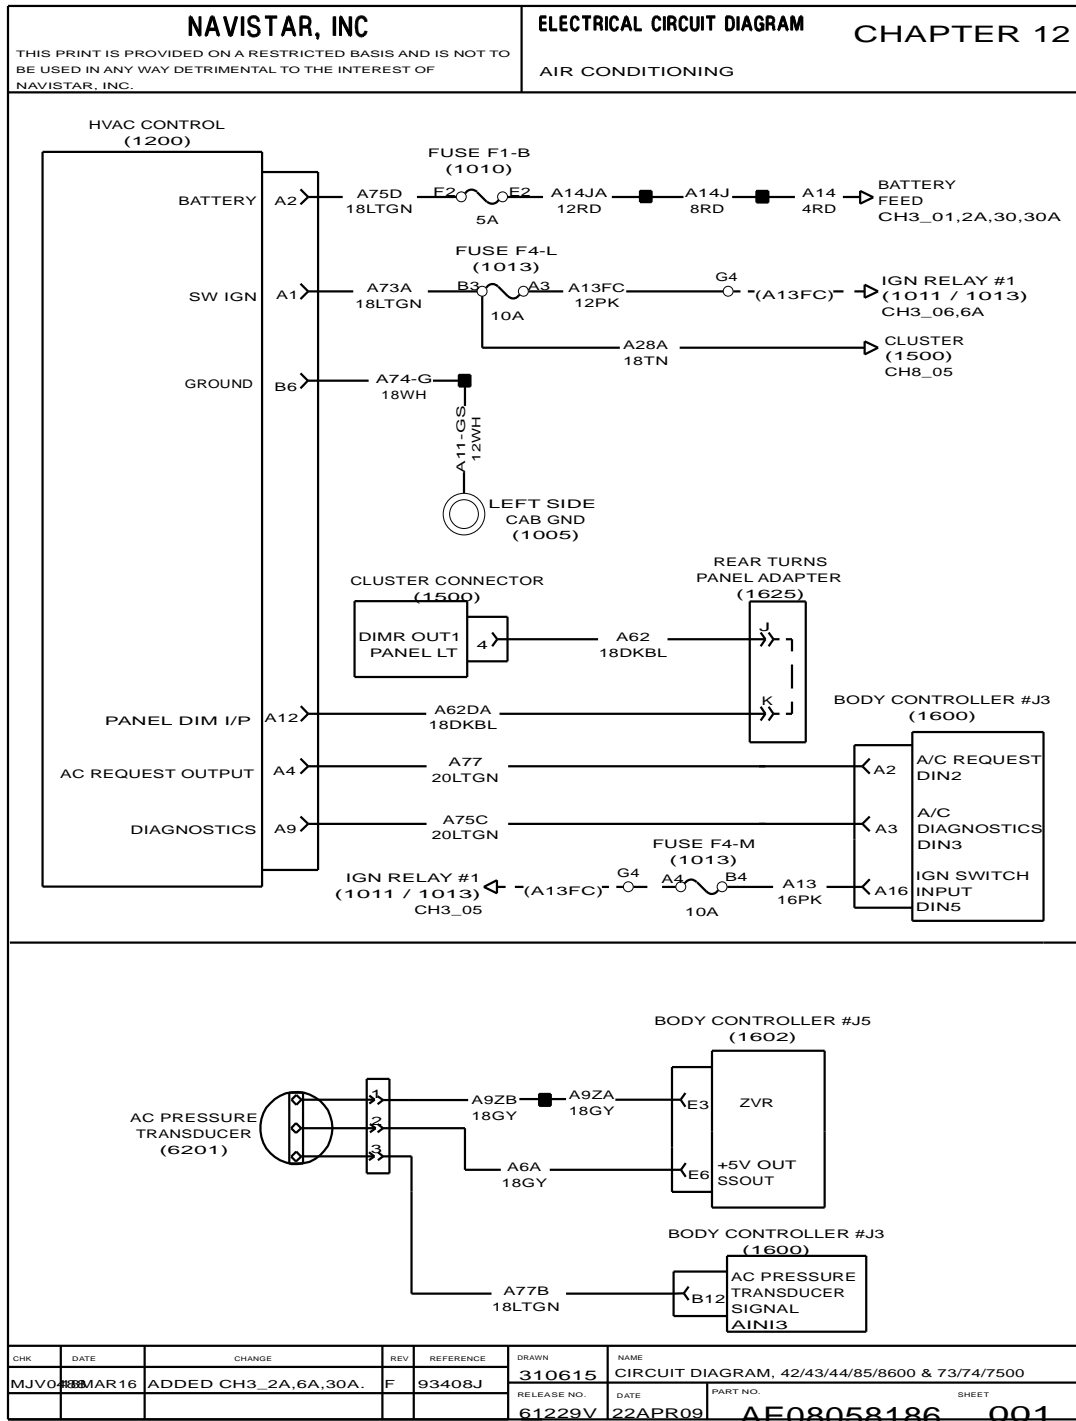 NAVISTAR, INC
THIS PRINT IS PROVIDED ON A RESTRICTED BASIS AND IS NOT TO
BE USED IN ANY WAY DETRIMENTAL TO THE INTEREST OF
NAVISTAR, INC.
ELECTRICAL CIRCUIT DIAGRAM
CHAPTER 12
AIR CONDITIONING
HVAC CONTROL
(1200)
FUSE F1-B
(1010)
BATTERY A2 A75D F2 E2 A14JA A14J A14 BATTERY
18LTGN 5A 12RD 8RD 4RD FEED
CH3_01,2A,30,30A
FUSE F4-L
(1013)
SW IGN A1 A73A B3 A3 A13FC G4 (A13FC) IGN RELAY #1
18LTGN 10A 12PK (1011 / 1013)
CH3_06,6A
A28A CLUSTER
18TN (1500)
CH8_05
GROUND B6 A74-G
18WH
A11-GS
12WH
LEFT SIDE
CAB GND
(1005)
CLUSTER CONNECTOR
(1500)
REAR TURNS
PANEL ADAPTER
(1625)
DIMR OUT1
PANEL LT
4
A62
18DKBL
J
K
PANEL DIM I/P A12 A62DA
18DKBL
BODY CONTROLLER #J3
(1600)
AC REQUEST OUTPUT A4 A77
20LTGN
A2 A/C REQUEST
DIN2
DIAGNOSTICS A9 A75C
20LTGN
A3 A/C
DIAGNOSTICS
DIN3
FUSE F4-M
(1013)
IGN RELAY #1
(1011 / 1013)
CH3_05
(A13FC) G4 A4 B4 A13
10A 16PK
A16 IGN SWITCH
INPUT
DIN5
BODY CONTROLLER #J5
(1602)
AC PRESSURE
TRANSDUCER
(6201)
1
2
3
A9ZB A9ZA
18GY 18GY
E3 ZVR
A6A
18GY
E6 +5V OUT
SSOUT
BODY CONTROLLER #J3
(1600)
A77B
18LTGN
B12 AC PRESSURE
TRANSDUCER
SIGNAL
AINI3
CHK DATE CHANGE REV REFERENCE
ADDED CH3_2A,6A,30A. F 93408J
DRAWN
310615
NAME
CIRCUIT DIAGRAM, 42/43/44/85/8600 & 73/74/7500
RELEASE NO.
61229V
DATE
22APR09
PART NO.
AE08058186
SHEET
001